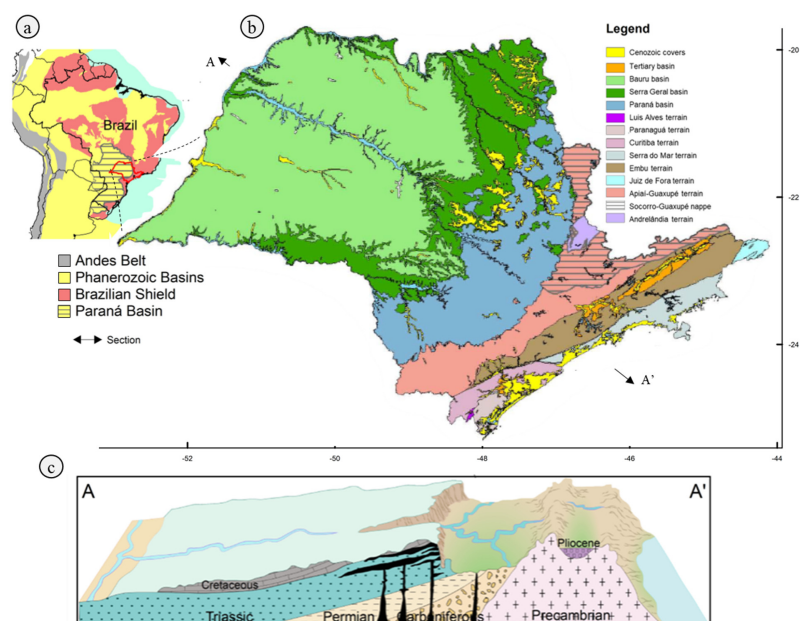 a
b
Brazil
Andes Belt
Phanerozoic Basins
Brazilian Shield
Paraná Basin
Section
A
A'
Legend
Cenozoic covers
Tertiary basin
Bauru basin
Serra Geral basin
Paraná basin
Luis Alves terrain
Paranaguá terrain
Curitiba terrain
Serra do Mar terrain
Embu terrain
Juiz de Fora terrain
Apiaí-Guaxupé terrain
Socorro-Guaxupé nappe
Andrelândia terrain
-20
-22
-24
-52
-50
-48
-46
-44
c
A
A'
Pliocene
Cretaceous
Triassic
Permian
Carboniferous
Precambrian